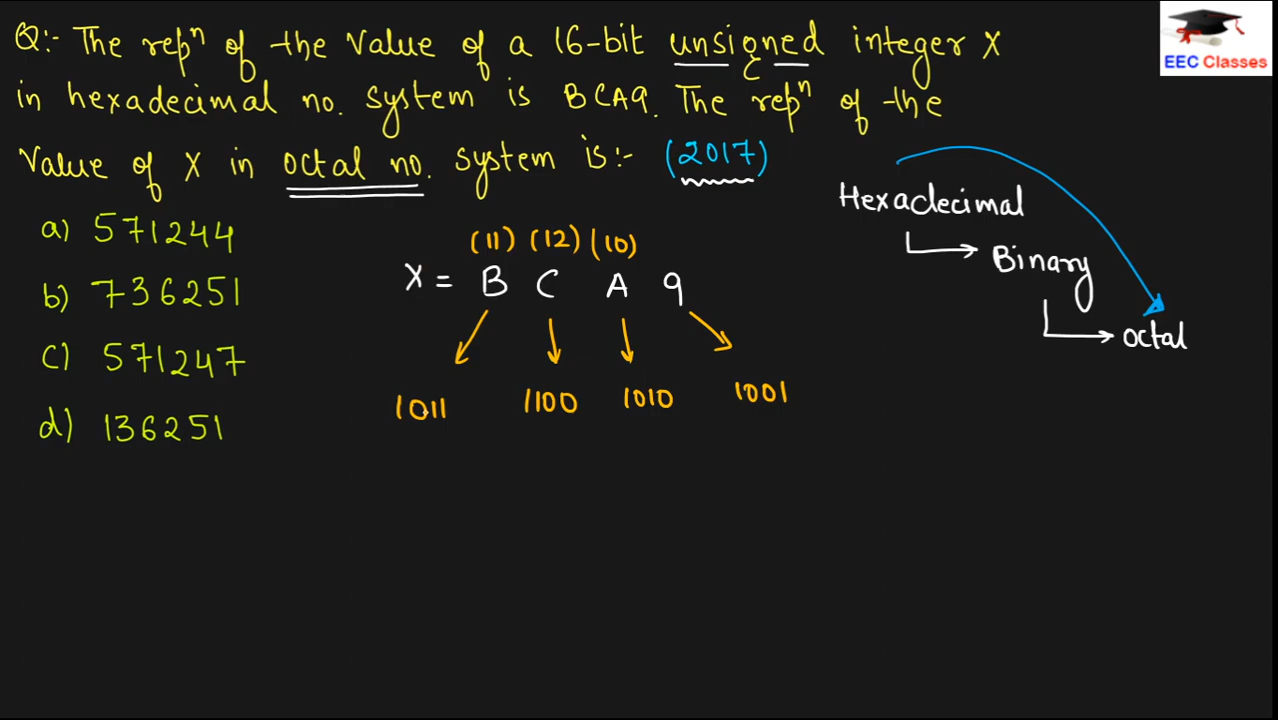 Q:- The repⁿ of the value of a 16-bit unsigned integer X
in hexadecimal no. system is BCA9. The repⁿ of the
value of X in octal no. system is:- (2017)
a) 571244
b) 736251
c) 571247
d) 136251
(11) (12) (10)
X = B C A 9
1011 1100 1010 1001
Hexadecimal
Binary
octal
EEC Classes